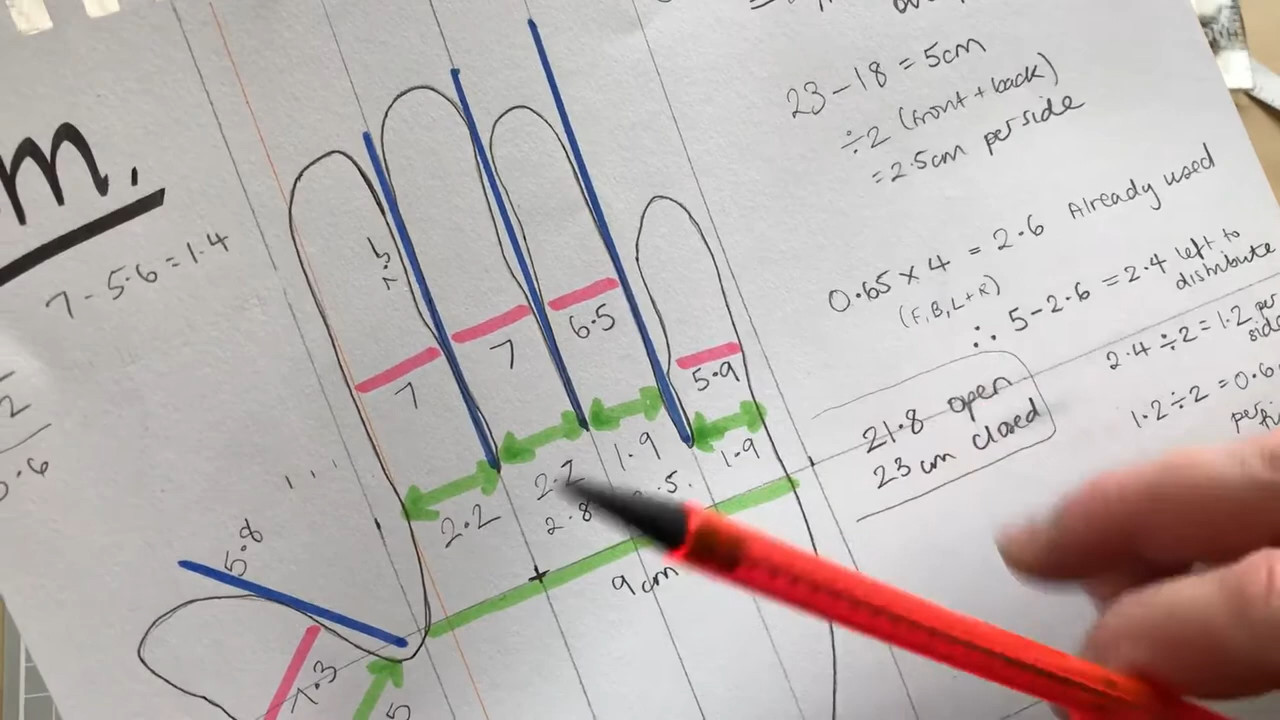 m.
7 - 5.6 = 1.4
23 - 18 = 5cm
÷2 (front + back)
= 2.5cm per side
0.65 x 4 = 2.6 Already used
(F, B, L + R)
∴ 5 - 2.6 = 2.4 left to
distribute
2.4 ÷ 2 = 1.2 per
side
1.2 ÷ 2 = 0.6
per
21.8 open
23 cm closed
7
7
6.5
5.9
2.2
2.2
1.9
1.9
2.8
9cm
5.8
7.3
5